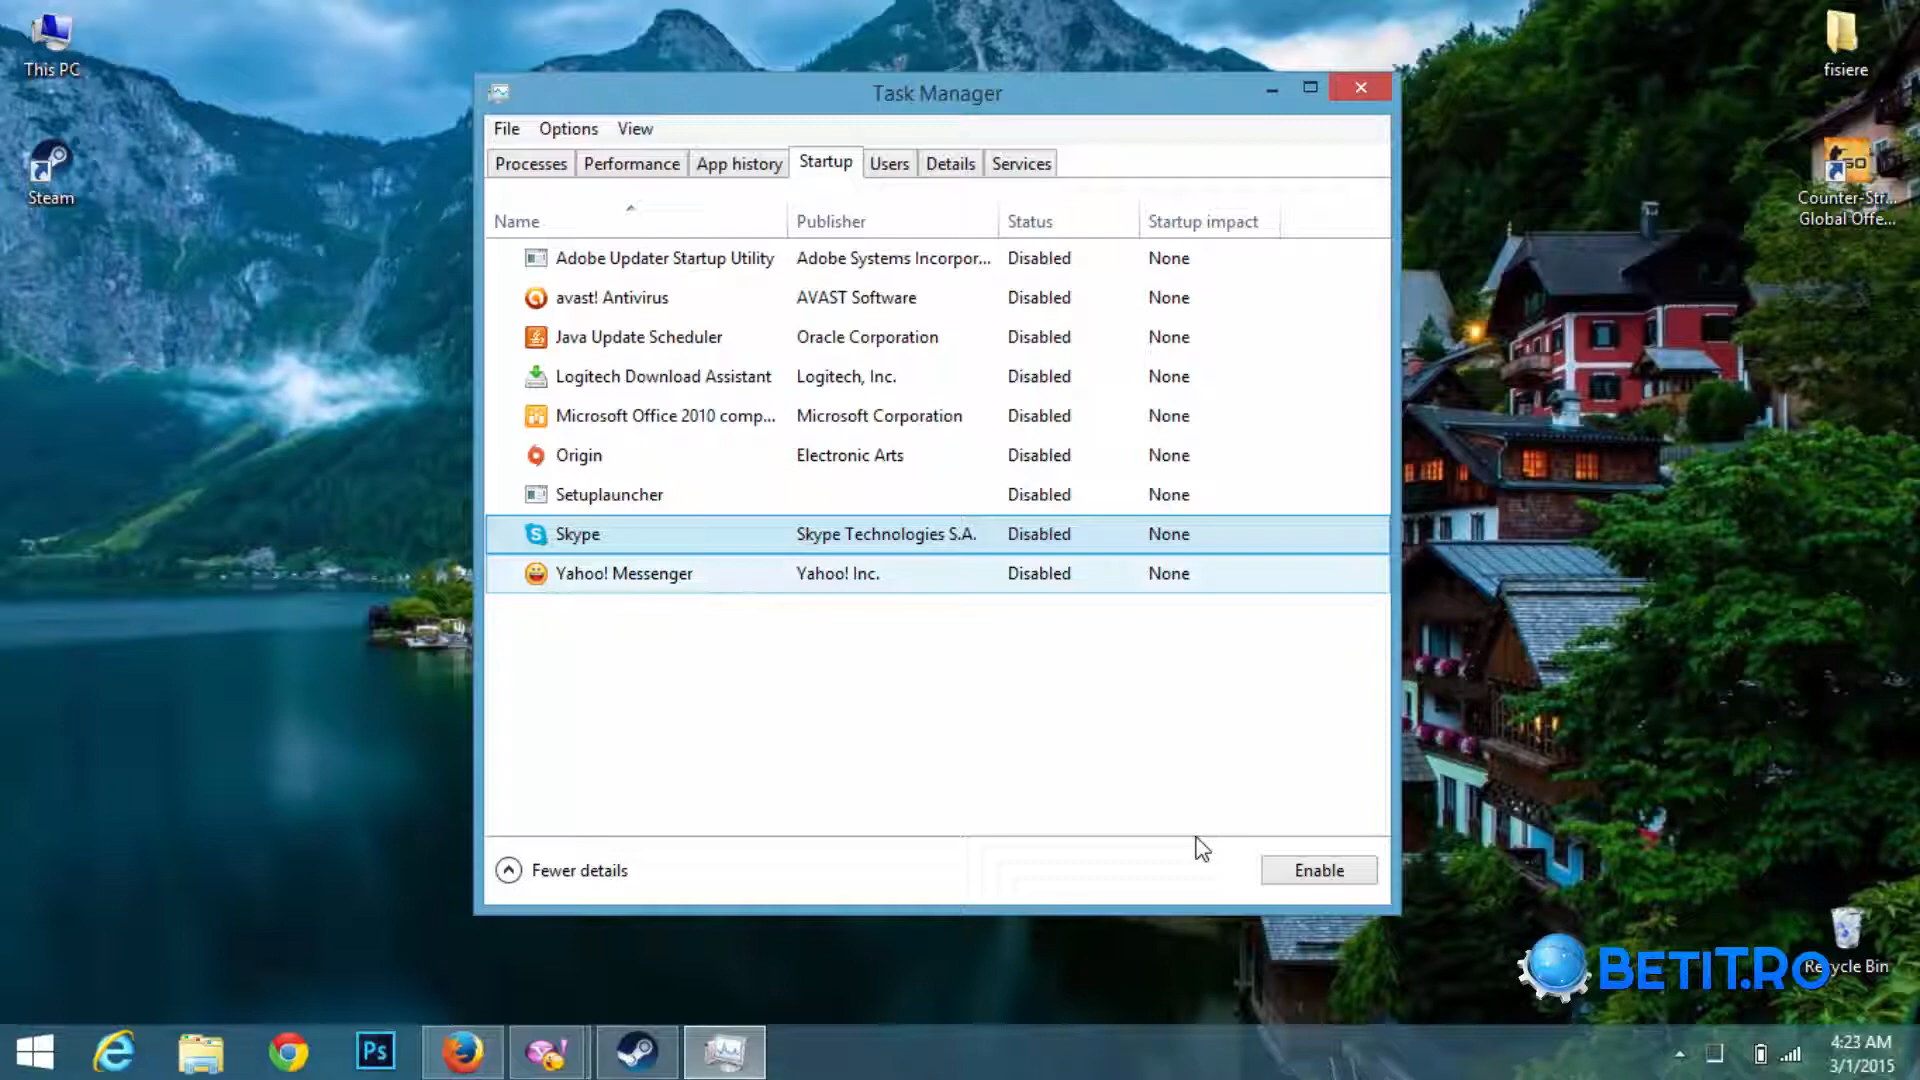 This PC
Steam
fisiere
GO
Counter-Str...
Global Offe...
Task Manager
File Options View
Processes Performance App history Startup Users Details Services
Name Publisher Status Startup impact
Adobe Updater Startup Utility Adobe Systems Incorpor... Disabled None
avast! Antivirus AVAST Software Disabled None
Java Update Scheduler Oracle Corporation Disabled None
Logitech Download Assistant Logitech, Inc. Disabled None
Microsoft Office 2010 comp... Microsoft Corporation Disabled None
Origin Electronic Arts Disabled None
Setuplauncher Disabled None
Skype Skype Technologies S.A. Disabled None
Yahoo! Messenger Yahoo! Inc. Disabled None
Fewer details Enable
BETIT.RO
Recycle Bin
Ps
4:23 AM
3/1/2015